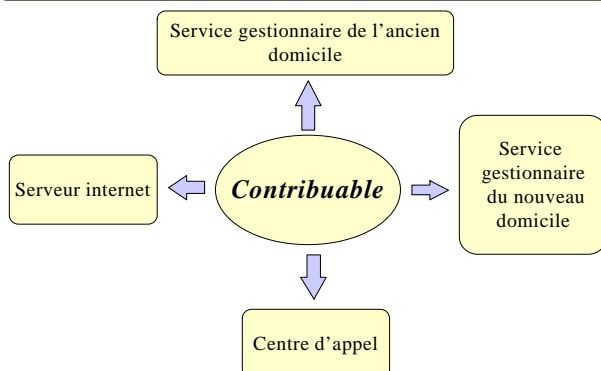 Service gestionnaire de l’ancien
domicile
Serveur internet
Contribuable
Service
gestionnaire
du nouveau
domicile
Centre d’appel